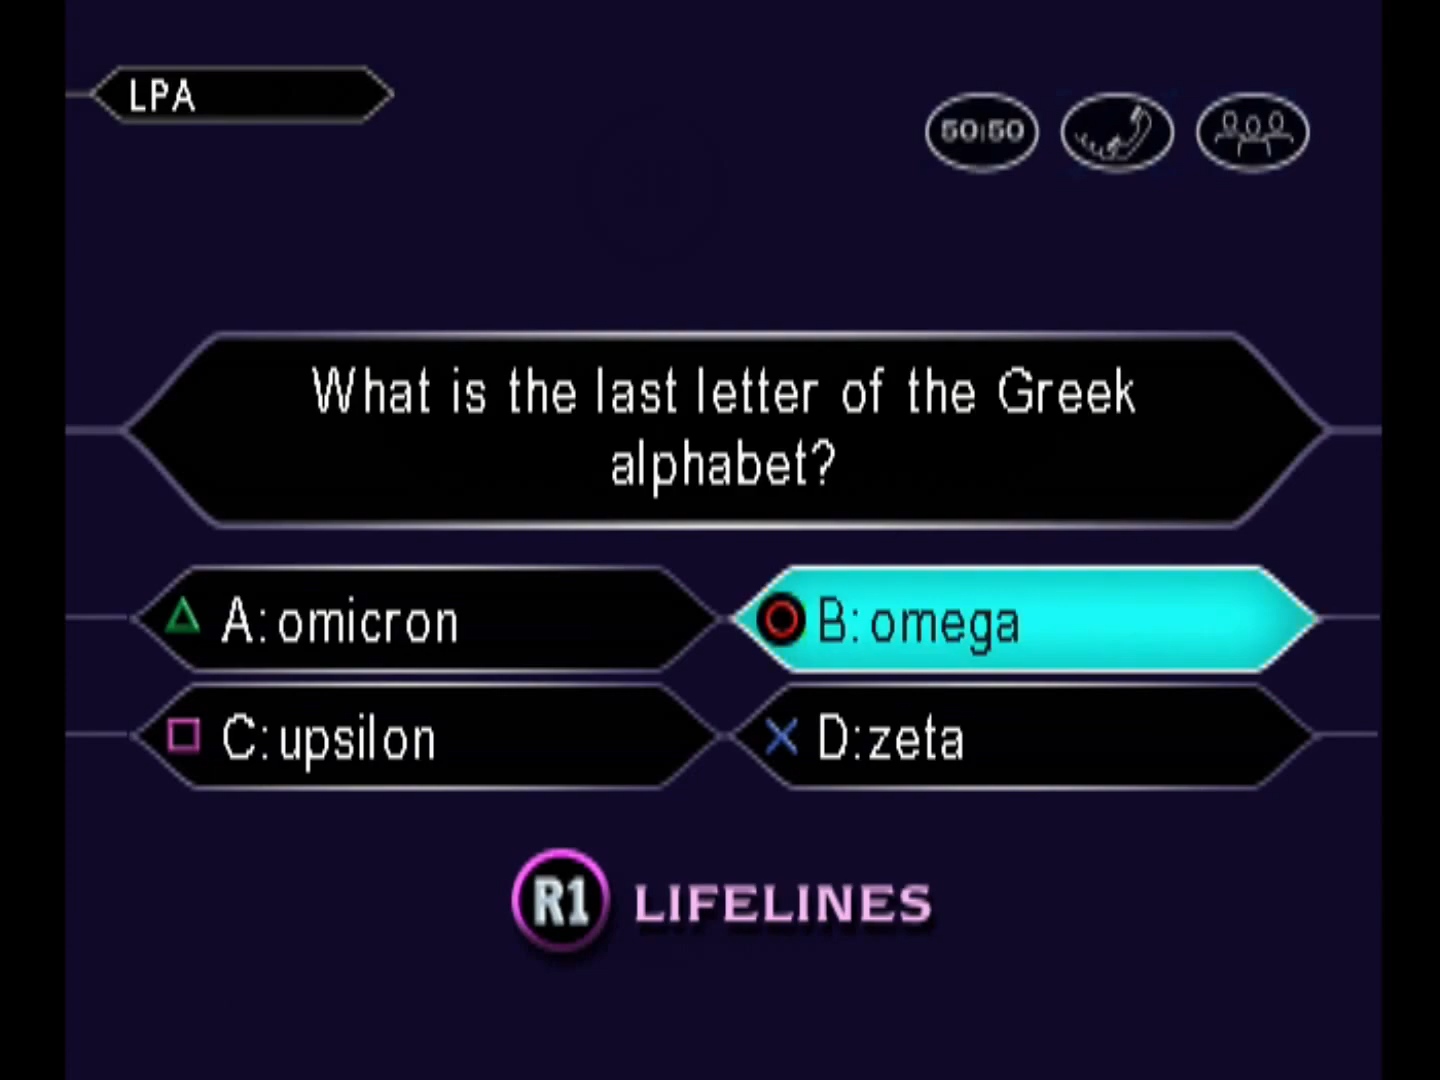 LPA
50:50
What is the last letter of the Greek
alphabet?
A: omicron
B: omega
C: upsilon
D: zeta
R1 LIFELINES